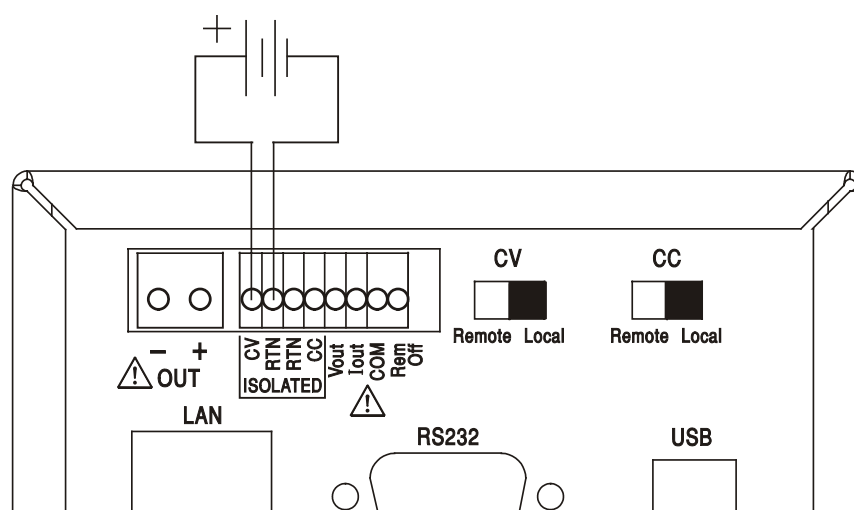 +
CV
CC
Remote Local
Remote Local
− +
OUT
CV
RTN
RTN
CC
Vout
Iout
COM
Rem
Off
ISOLATED
LAN
RS232
USB